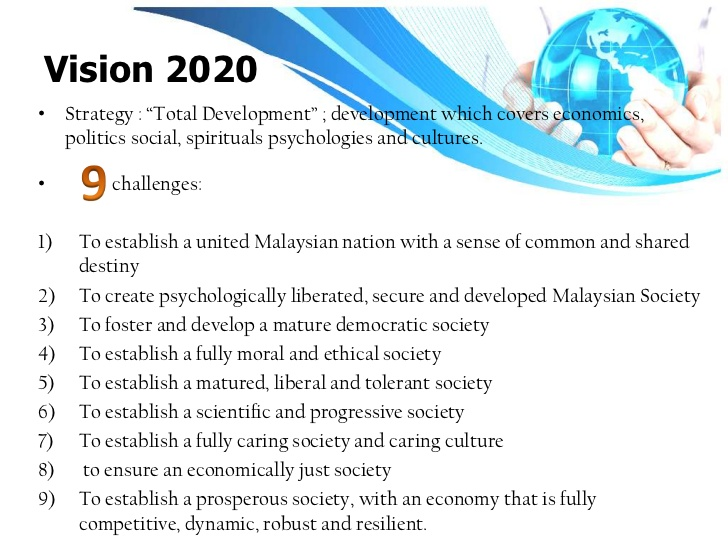 Vision 2020
• Strategy : “Total Development” ; development which covers economics,
politics social, spirituals psychologies and cultures.
• 9 challenges:
1) To establish a united Malaysian nation with a sense of common and shared
destiny
2) To create psychologically liberated, secure and developed Malaysian Society
3) To foster and develop a mature democratic society
4) To establish a fully moral and ethical society
5) To establish a matured, liberal and tolerant society
6) To establish a scientific and progressive society
7) To establish a fully caring society and caring culture
8) to ensure an economically just society
9) To establish a prosperous society, with an economy that is fully
competitive, dynamic, robust and resilient.